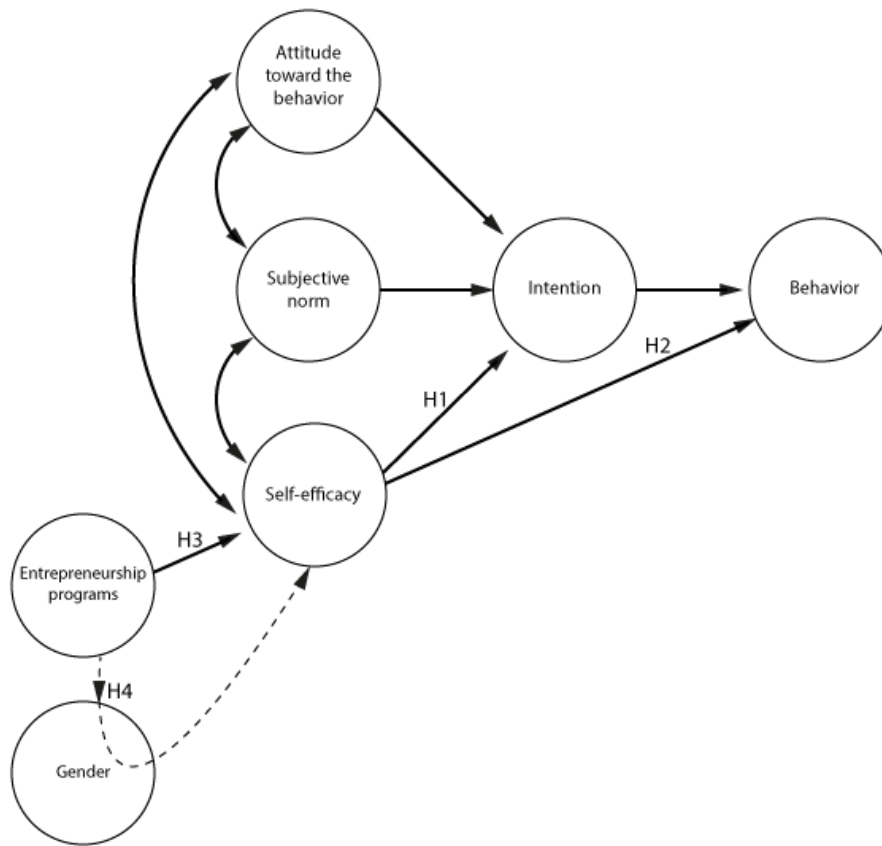 Attitude
toward the
behavior
Subjective
norm
Intention
Behavior
H2
H1
Self-efficacy
H3
Entrepreneurship
programs
H4
Gender